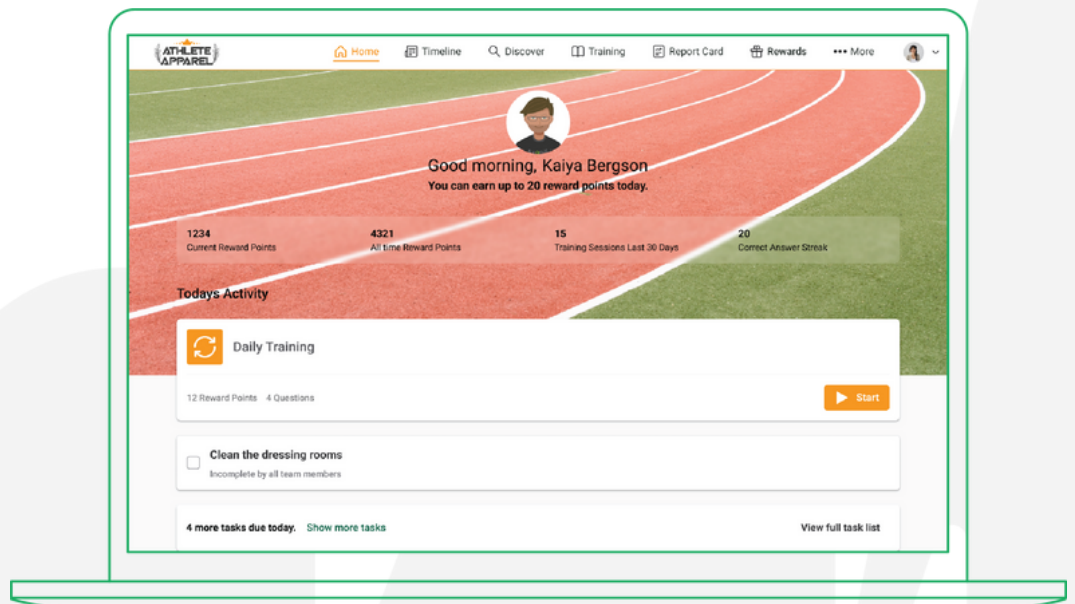 ATHLETE
APPAREL
Home Timeline Discover Training Report Card Rewards ••• More
Good morning, Kaiya Bergson
You can earn up to 20 reward points today.
1234 4321 15 20
Current Reward Points All time Reward Points Training Sessions Last 30 Days Correct Answer Streak
Todays Activity
Daily Training
12 Reward Points 4 Questions Start
Clean the dressing rooms
Incomplete by all team members
4 more tasks due today. Show more tasks View full task list